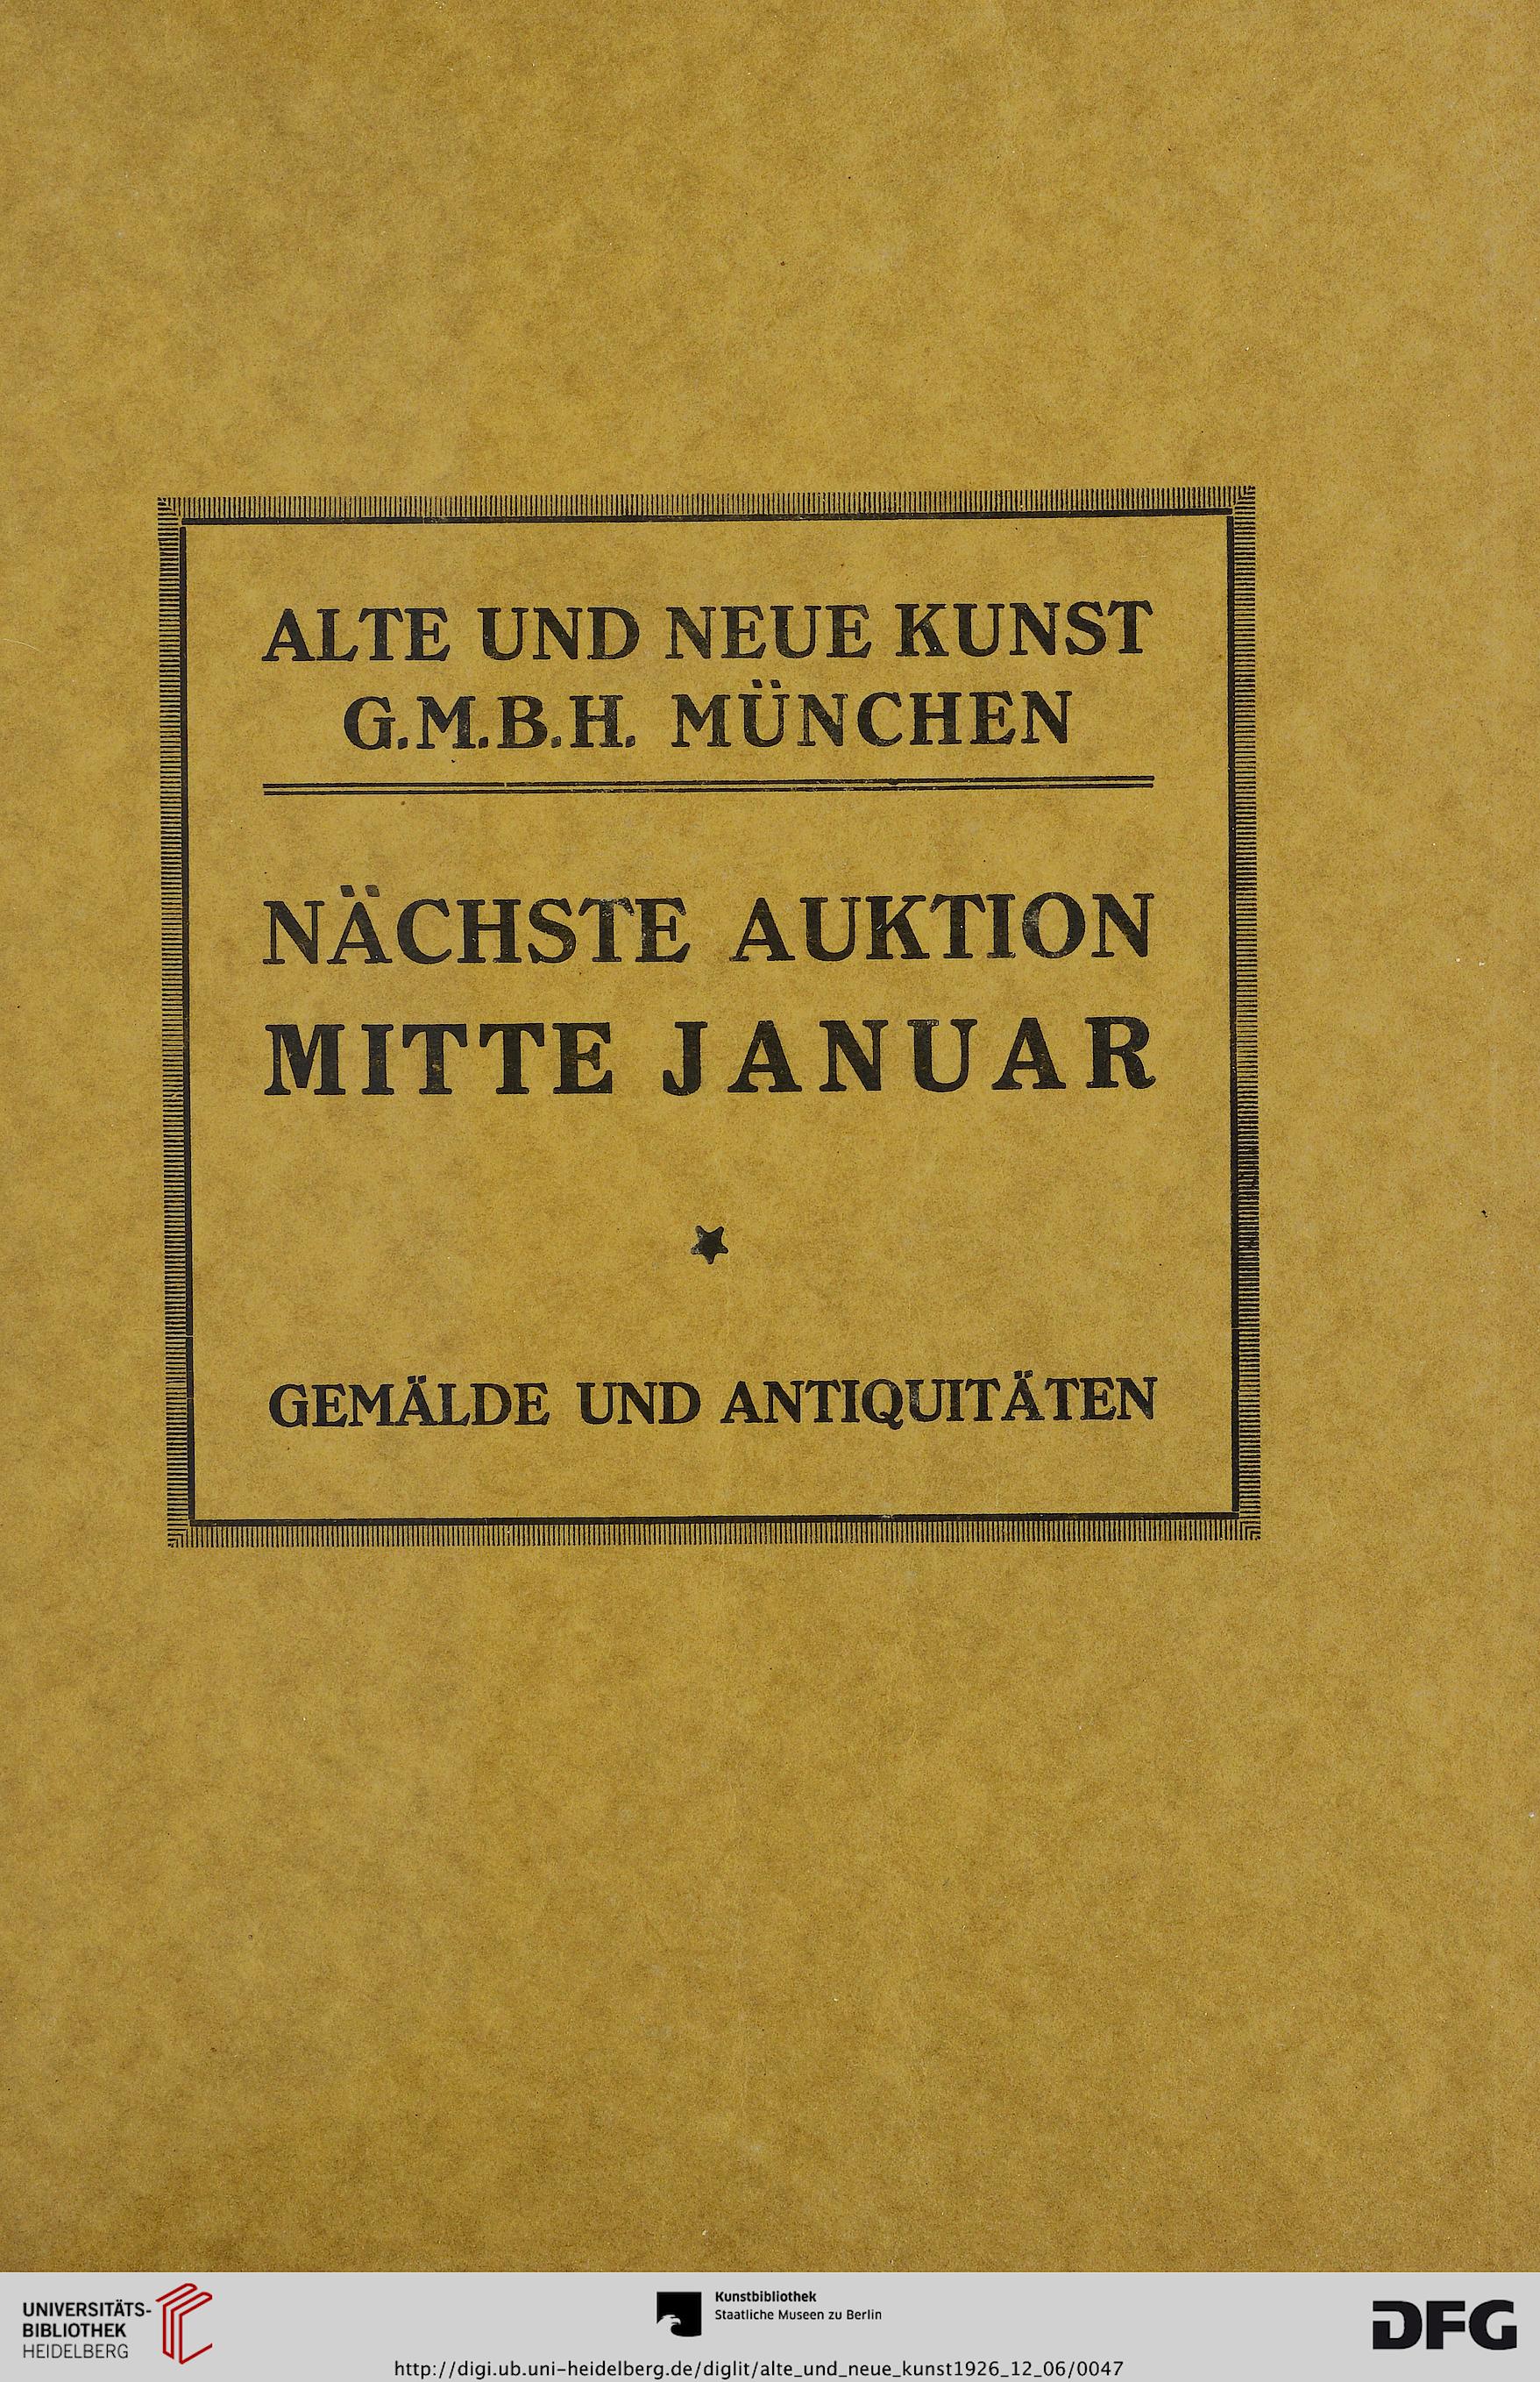 ALTE UND NEUE KUNST
G.M.B.H. MÜNCHEN
NÄCHSTE AUKTION
MITTE JANUAR
GEMÄLDE UND ANTIQUITÄTEN
UNIVERSITÄTS-
BIBLIOTHEK
HEIDELBERG
Kunstbibliothek
Staatliche Museen zu Berlin
DFG
http://digi.ub.uni-heidelberg.de/diglit/alte_und_neue_kunst1926_12_06/0047